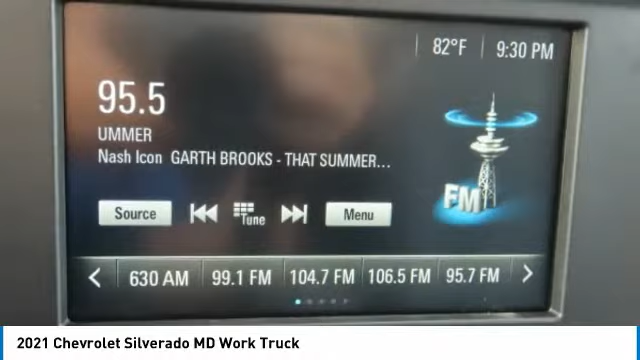 82°F 9:30 PM
95.5
UMMER
Nash Icon GARTH BROOKS - THAT SUMMER...
FM
Source Tune Menu
630 AM 99.1 FM 104.7 FM 106.5 FM 95.7 FM
2021 Chevrolet Silverado MD Work Truck